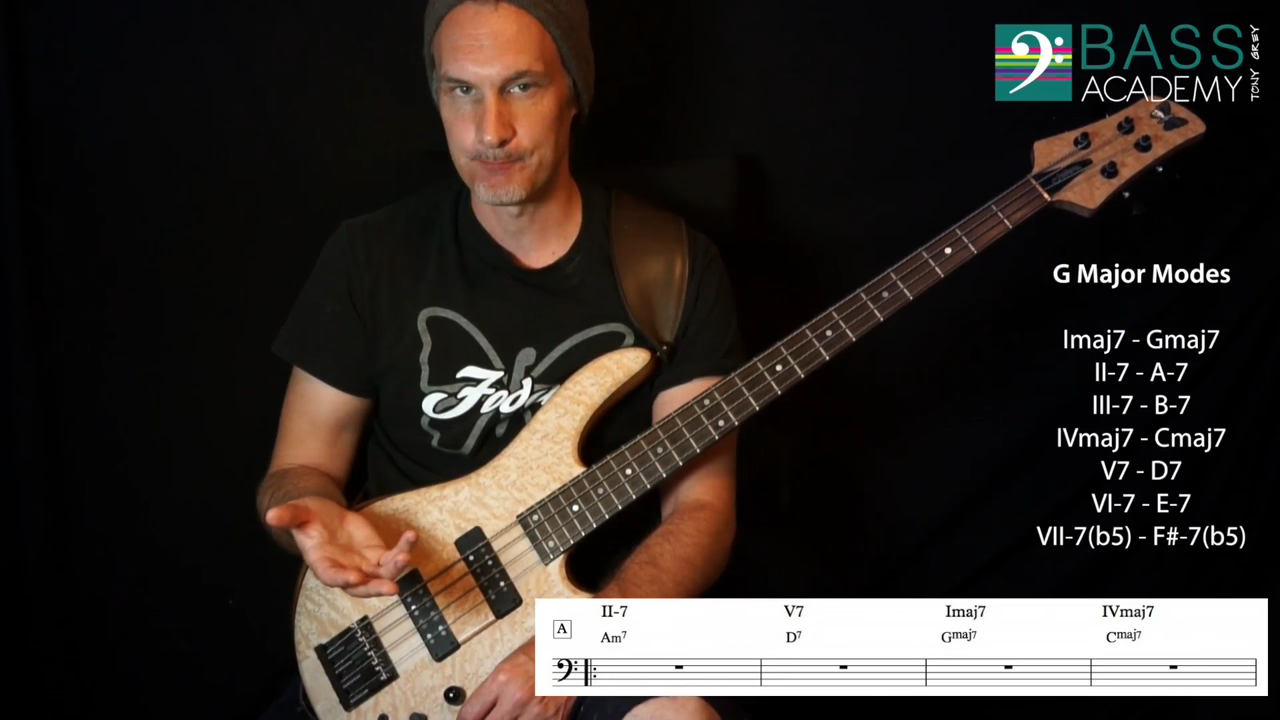 BASS
ACADEMY
TONY GREY
G Major Modes
Imaj7 - Gmaj7
II-7 - A-7
III-7 - B-7
IVmaj7 - Cmaj7
V7 - D7
VI-7 - E-7
VII-7(b5) - F#-7(b5)
II-7 V7 Imaj7 IVmaj7
A
Am7 D7 Gmaj7 Cmaj7